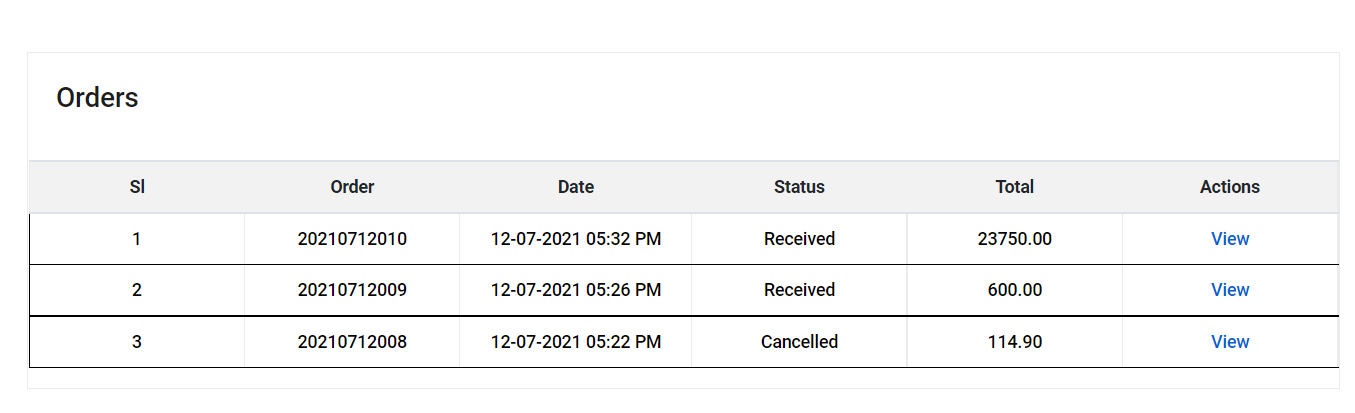 Orders
Sl Order Date Status Total Actions
1 20210712010 12-07-2021 05:32 PM Received 23750.00 View
2 20210712009 12-07-2021 05:26 PM Received 600.00 View
3 20210712008 12-07-2021 05:22 PM Cancelled 114.90 View